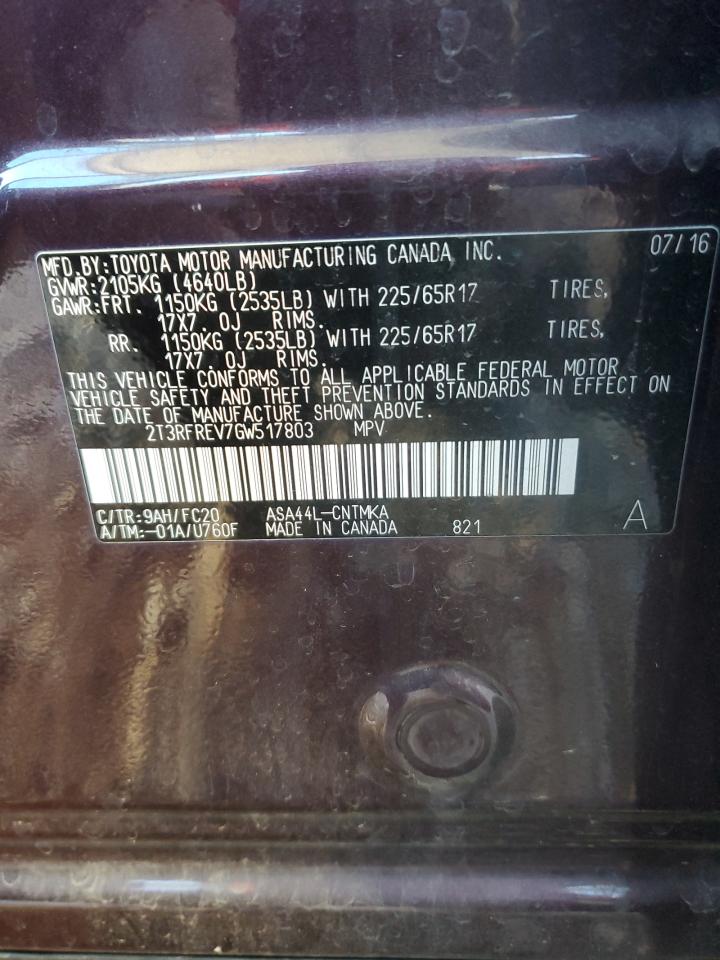 MFD.BY:TOYOTA MOTOR MANUFACTURING CANADA INC. 07/16
GVWR:2105KG (4640LB)
GAWR:FRT. 1150KG (2535LB) WITH 225/65R17 TIRES,
17X7. 0J RIMS.
RR. 1150KG (2535LB) WITH 225/65R17 TIRES,
17X7. 0J RIMS.
THIS VEHICLE CONFORMS TO ALL APPLICABLE FEDERAL MOTOR
VEHICLE SAFETY AND THEFT PREVENTION STANDARDS IN EFFECT ON
THE DATE OF MANUFACTURE SHOWN ABOVE.
2T3RFREV7GW517803 MPV
C/TR:9AH/FC20 ASA44L-CNTMKA
A/TM:-01A/U760F MADE IN CANADA 821 A